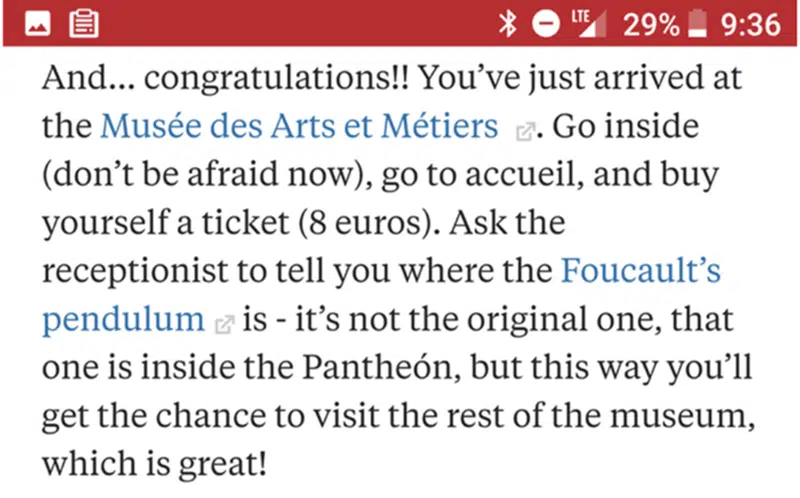 LTE 29% 9:36
And... congratulations!! You've just arrived at
the Musée des Arts et Métiers . Go inside
(don't be afraid now), go to accueil, and buy
yourself a ticket (8 euros). Ask the
receptionist to tell you where the Foucault's
pendulum is - it's not the original one, that
one is inside the Pantheón, but this way you'll
get the chance to visit the rest of the museum,
which is great!